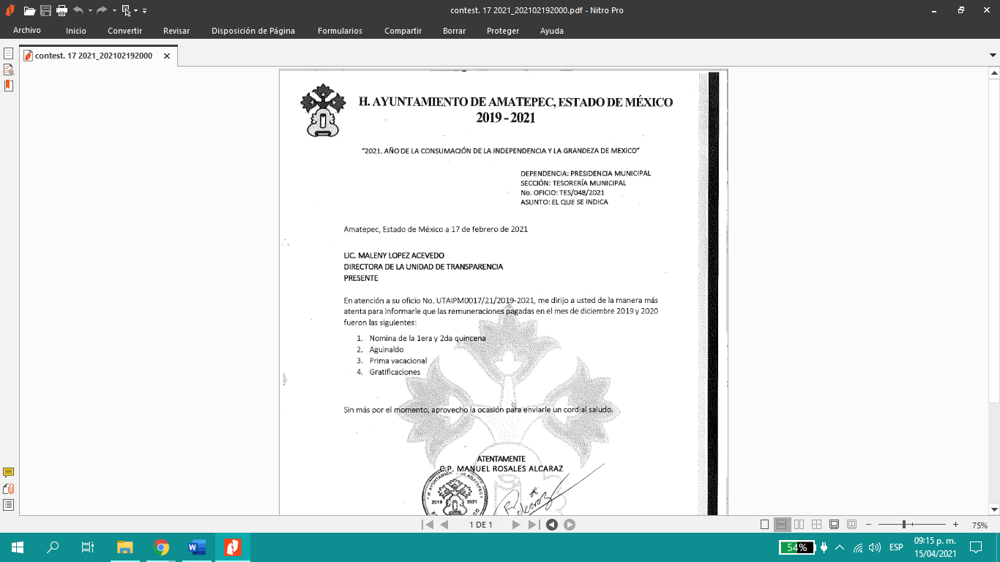 contest. 17 2021_202102192000.pdf - Nitro Pro
Archivo Inicio Convertir Revisar Disposición de Página Formularios Compartir Borrar Proteger Ayuda
contest. 17 2021_202102192000
H. AYUNTAMIENTO DE AMATEPEC, ESTADO DE MÉXICO
2019 - 2021
"2021. AÑO DE LA CONSUMACIÓN DE LA INDEPENDENCIA Y LA GRANDEZA DE MEXICO"
DEPENDENCIA: PRESIDENCIA MUNICIPAL
SECCIÓN: TESORERÍA MUNICIPAL
No. OFICIO: TES/048/2021
ASUNTO: EL QUE SE INDICA
Amatepec, Estado de México a 17 de febrero de 2021
LIC. MALENY LOPEZ ACEVEDO
DIRECTORA DE LA UNIDAD DE TRANSPARENCIA
PRESENTE
En atención a su oficio No. UTAIPM0017/21/2019-2021, me dirijo a usted de la manera más
atenta para informarle que las remuneraciones pagadas en el mes de diciembre 2019 y 2020
fueron las siguientes:
1. Nomina de la 1era y 2da quincena
2. Aguinaldo
3. Prima vacacional
4. Gratificaciones
Sin más por el momento, aprovecho la ocasión para enviarle un cordial saludo.
ATENTAMENTE
C.P. MANUEL ROSALES ALCARAZ
H. AYUNTAMIENTO AMATEPEC
2019 2021
1 DE 1
75%
54%
ESP
09:15 p. m.
15/04/2021